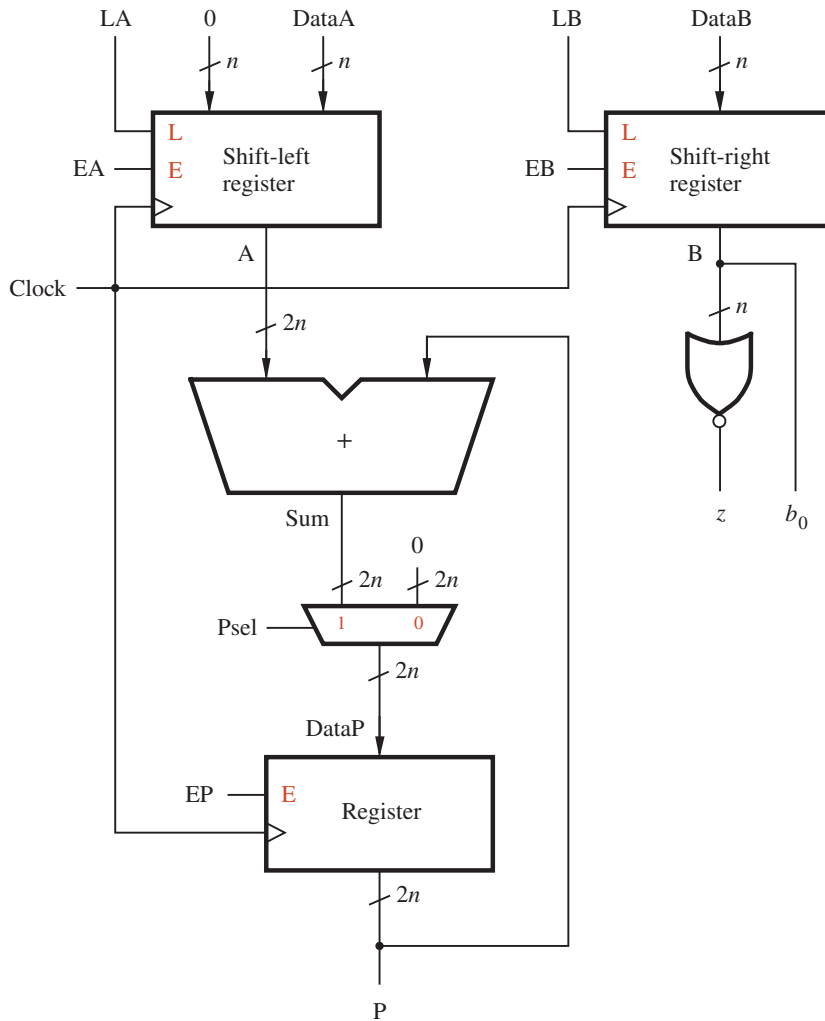 LA 0 DataA LB DataB
n n n
L L
Shift-left Shift-right
EA E register EB E register
A B
Clock
2n n
+
Sum z b0
0
2n 2n
Psel 1 0
2n
DataP
EP E Register
2n
P